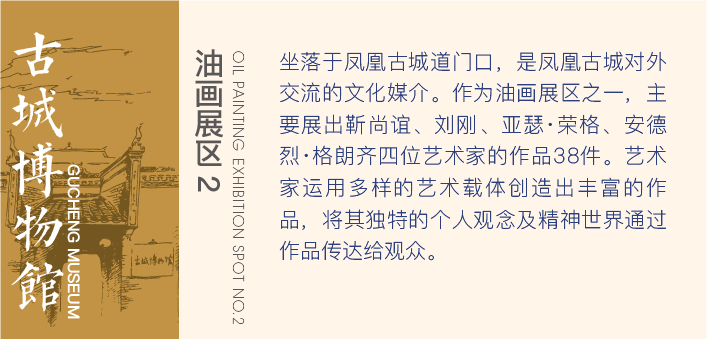 古城博物館
GUCHENG MUSEUM
古城博物馆
油画展区 2
OIL PAINTING EXHIBITION SPOT NO.2
坐落于凤凰古城道门口，是凤凰古城对外
交流的文化媒介。作为油画展区之一，主
要展出靳尚谊、刘刚、亚瑟·荣格、安德
烈·格朗齐四位艺术家的作品38件。艺术
家运用多样的艺术载体创造出丰富的作
品，将其独特的个人观念及精神世界通过
作品传达给观众。